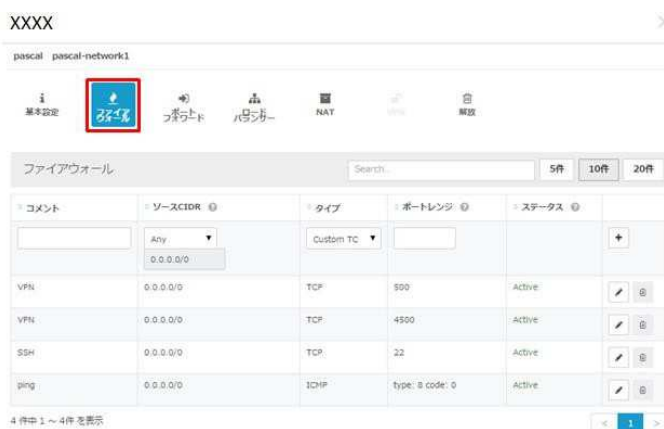 XXXX
pascal pascal-network1
基本設定
ファイア
ウォール
ポート
フォワード
ロード
バランサー
NAT
VPN
解放
ファイアウォール
Search..
5件 10件 20件
コメント ソースCIDR タイプ ポートレンジ ステータス
Any Custom TC +
0.0.0.0/0
VPN 0.0.0.0/0 TCP 500 Active
VPN 0.0.0.0/0 TCP 4500 Active
SSH 0.0.0.0/0 TCP 22 Active
ping 0.0.0.0/0 ICMP type: 8 code: 0 Active
4 件中 1 ~ 4件 を表示
< 1 >